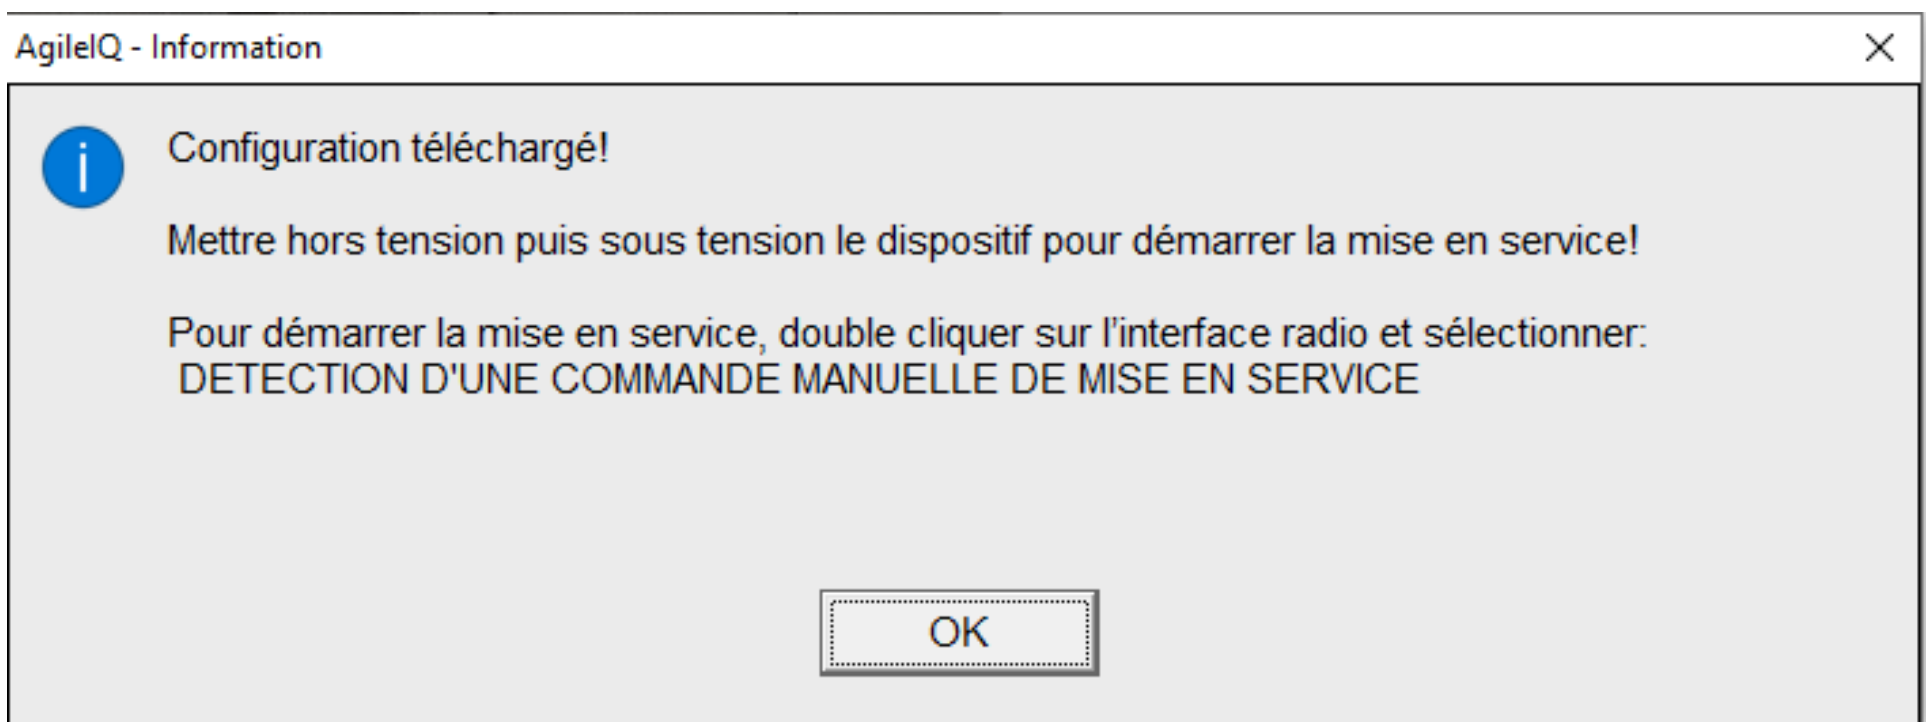 AgileIQ - Information
Configuration téléchargé!
Mettre hors tension puis sous tension le dispositif pour démarrer la mise en service!
Pour démarrer la mise en service, double cliquer sur l'interface radio et sélectionner:
DETECTION D'UNE COMMANDE MANUELLE DE MISE EN SERVICE
OK